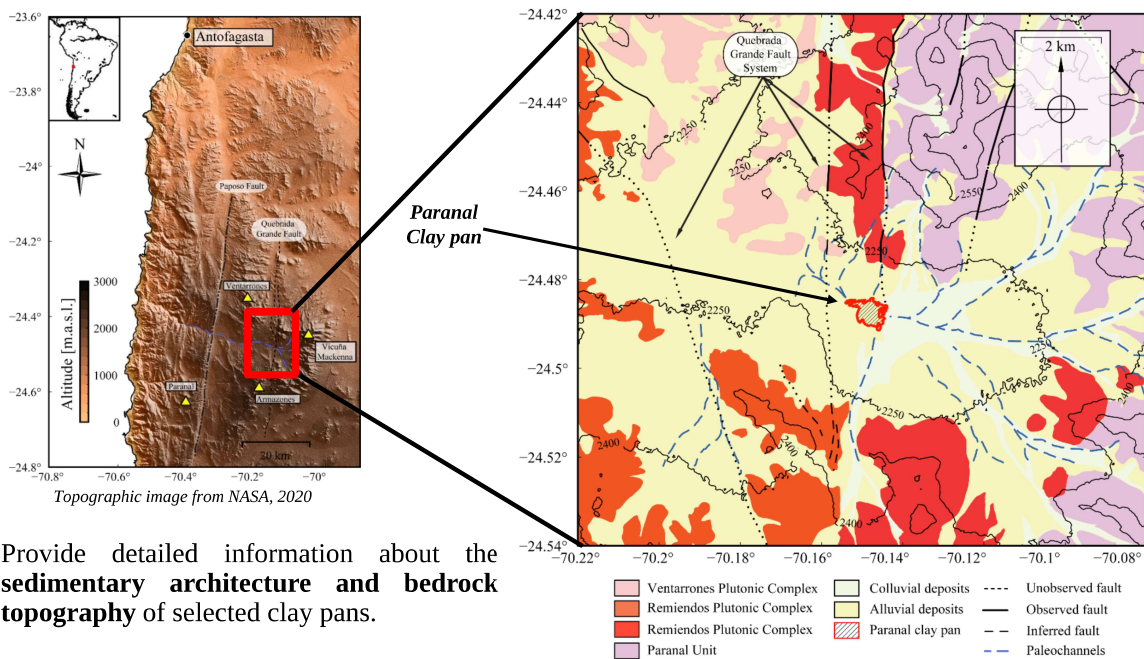 −23.6°
−23.8°
−24°
−24.2°
−24.4°
−24.6°
−24.8°
−70.8°
−70.6°
−70.4°
−70.2°
−70°
Antofagasta
N
Paposo Fault
Quebrada
Grande Fault
Ventarrones
Vicuña
Mackenna
Paranal
Armazones
20 km
Altitude [m.a.s.l.]
3000
2000
1000
0
Topographic image from NASA, 2020
Provide detailed information about the
sedimentary architecture and bedrock
topography of selected clay pans.
Paranal
Clay pan
−24.42°
−24.44°
−24.46°
−24.48°
−24.5°
−24.52°
−24.54°
−70.22°
−70.2°
−70.18°
−70.16°
−70.14°
−70.12°
−70.1°
−70.08°
Quebrada
Grande Fault
System
2 km
2250
2250
2400
2550
2400
2250
2250
2250
2250
2400
2400
2400
2400
Ventarrones Plutonic Complex
Remiendos Plutonic Complex
Remiendos Plutonic Complex
Paranal Unit
Colluvial deposits
Alluvial deposits
Paranal clay pan
Unobserved fault
Observed fault
Inferred fault
Paleochannels